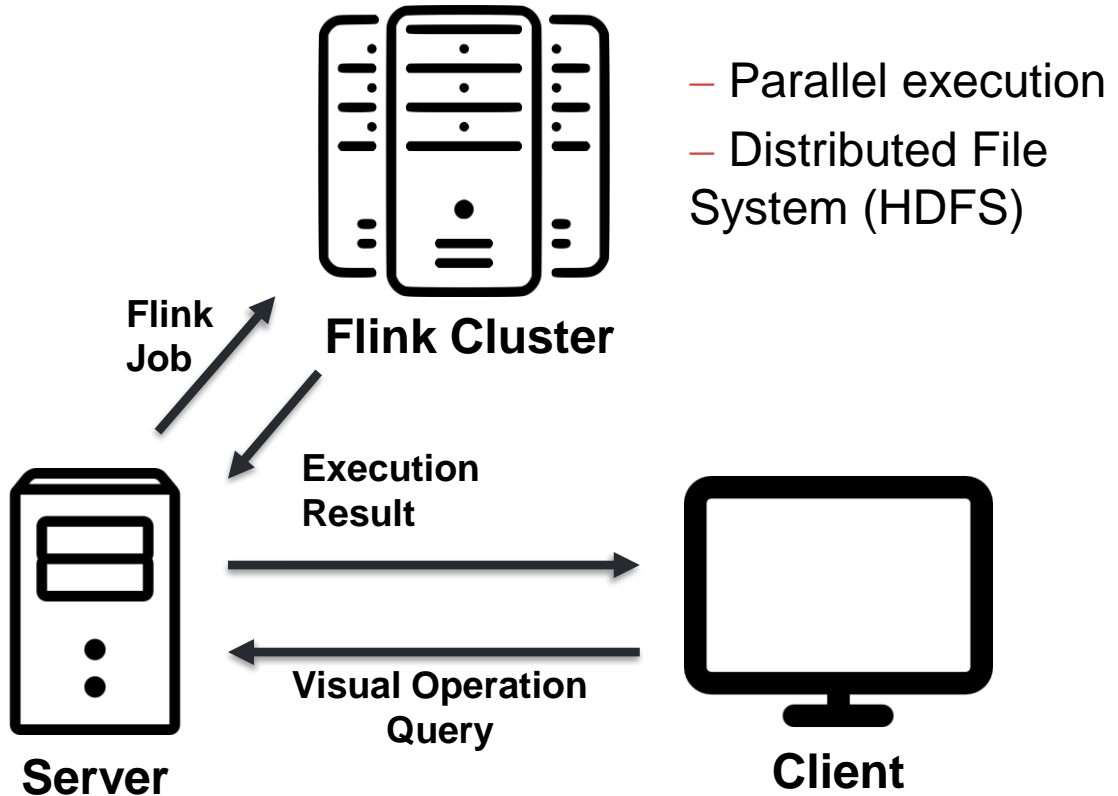 – Parallel execution
– Distributed File
System (HDFS)
Flink
Job
Flink Cluster
Execution
Result
Visual Operation
Query
Server
Client